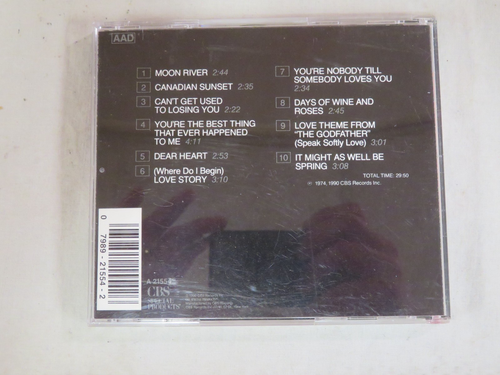 AAD
1 MOON RIVER 2:44
2 CANADIAN SUNSET 2:35
3 CAN'T GET USED
TO LOSING YOU 2:22
4 YOU'RE THE BEST THING
THAT EVER HAPPENED
TO ME 4:11
5 DEAR HEART 2:53
6 (Where Do I Begin)
LOVE STORY 3:10
7 YOU'RE NOBODY TILL
SOMEBODY LOVES YOU
2:34
8 DAYS OF WINE AND
ROSES 2:45
9 LOVE THEME FROM
"THE GODFATHER"
(Speak Softly Love) 3:01
10 IT MIGHT AS WELL BE
SPRING 3:08
TOTAL TIME: 29:50
℗ 1974, 1990 CBS Records Inc.
0 7989-21554-2
A 21554
CBS
SPECIAL
PRODUCTS